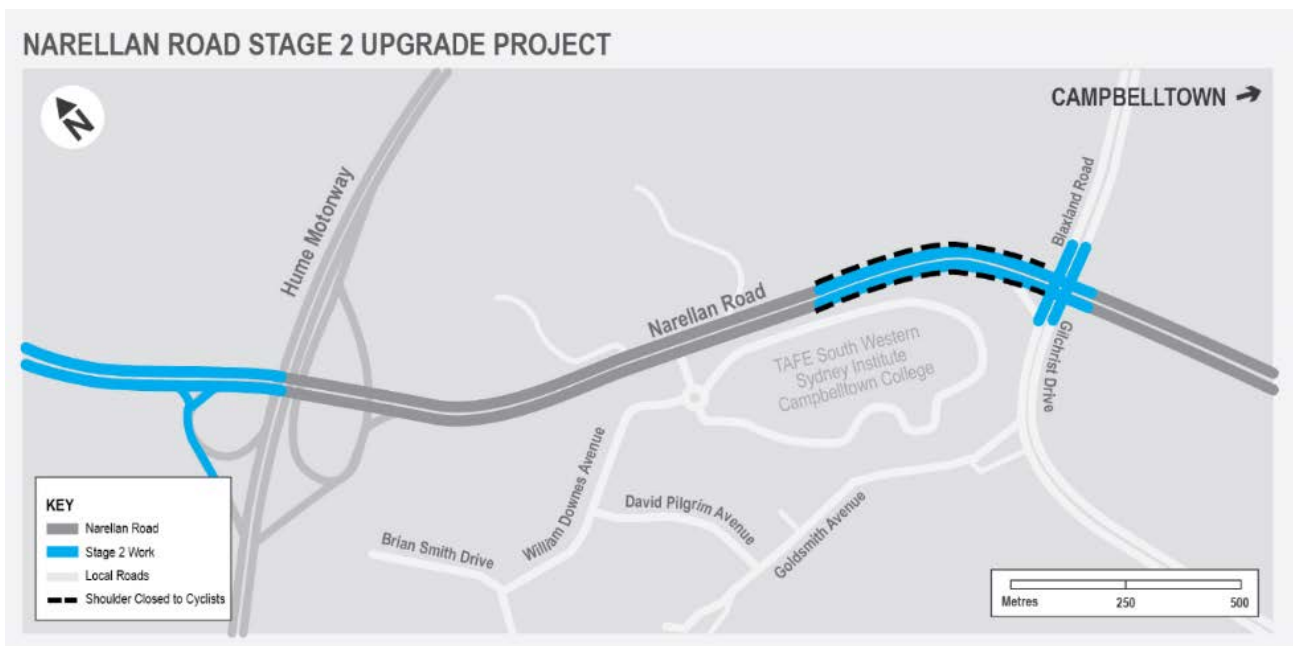 NARELLAN ROAD STAGE 2 UPGRADE PROJECT
N
CAMPBELLTOWN
Hume Motorway
Blaxland Road
Narellan Road
TAFE South Western
Sydney Institute
Campbelltown College
Gilchrist Drive
William Downes Avenue
David Pilgrim Avenue
Goldsmith Avenue
Brian Smith Drive
KEY
Narellan Road
Stage 2 Work
Local Roads
Shoulder Closed to Cyclists
Metres 250 500